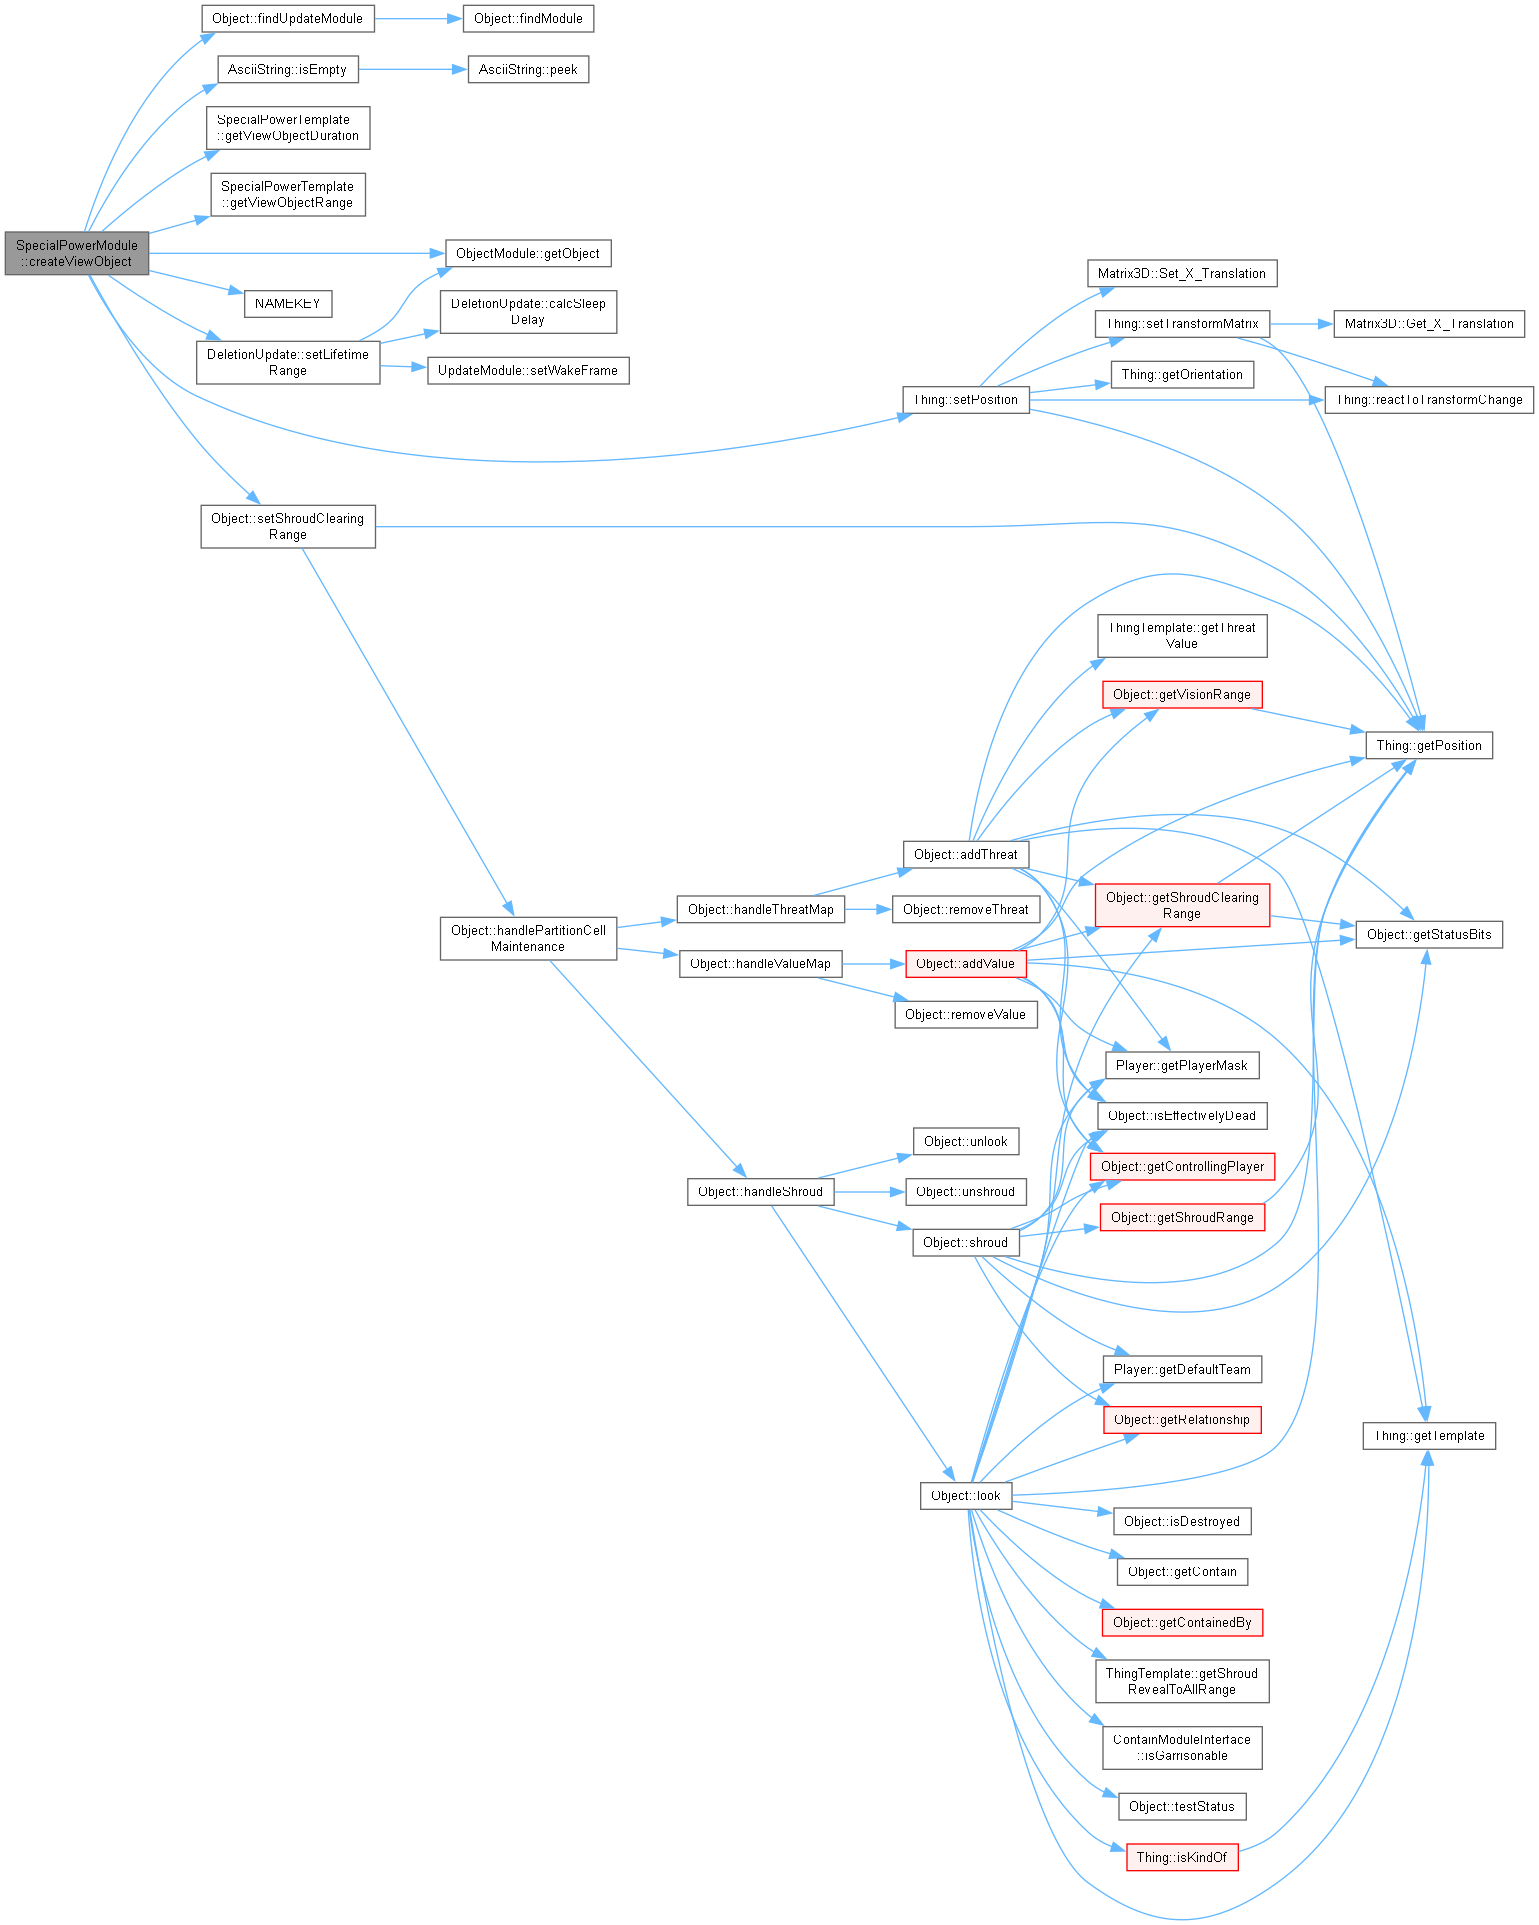 Object::findUpdateModule
Object::findModule
AsciiString::isEmpty
AsciiString::peek
SpecialPowerTemplate
::getViewObjectDuration
SpecialPowerTemplate
::getViewObjectRange
SpecialPowerModule
::createViewObject
ObjectModule::getObject
Matrix3D::Set_X_Translation
NAMEKEY
DeletionUpdate::calcSleep
Delay
Thing::setTransformMatrix
Matrix3D::Get_X_Translation
DeletionUpdate::setLifetime
Range
UpdateModule::setWakeFrame
Thing::getOrientation
Thing::setPosition
Thing::reactToTransformChange
Object::setShroudClearing
Range
ThingTemplate::getThreat
Value
Object::getVisionRange
Thing::getPosition
Object::addThreat
Object::handleThreatMap
Object::removeThreat
Object::getShroudClearing
Range
Object::handlePartitionCell
Maintenance
Object::getStatusBits
Object::handleValueMap
Object::addValue
Object::removeValue
Player::getPlayerMask
Object::isEffectivelyDead
Object::unlook
Object::getControllingPlayer
Object::handleShroud
Object::unshroud
Object::getShroudRange
Object::shroud
Player::getDefaultTeam
Object::getRelationship
Thing::getTemplate
Object::look
Object::isDestroyed
Object::getContain
Object::getContainedBy
ThingTemplate::getShroud
RevealToAllRange
ContainModuleInterface
::isGarrisonable
Object::testStatus
Thing::isKindOf